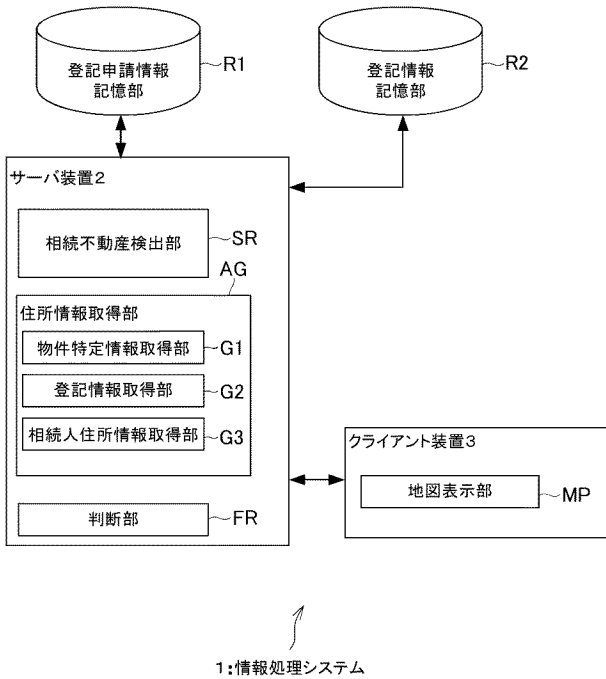 登記申請情報
記憶部
R1
登記情報
記憶部
R2
サーバ装置2
相続不動産検出部
SR
AG
住所情報取得部
物件特定情報取得部
G1
登記情報取得部
G2
相続人住所情報取得部
G3
判断部
FR
クライアント装置3
地図表示部
MP
1:情報処理システム